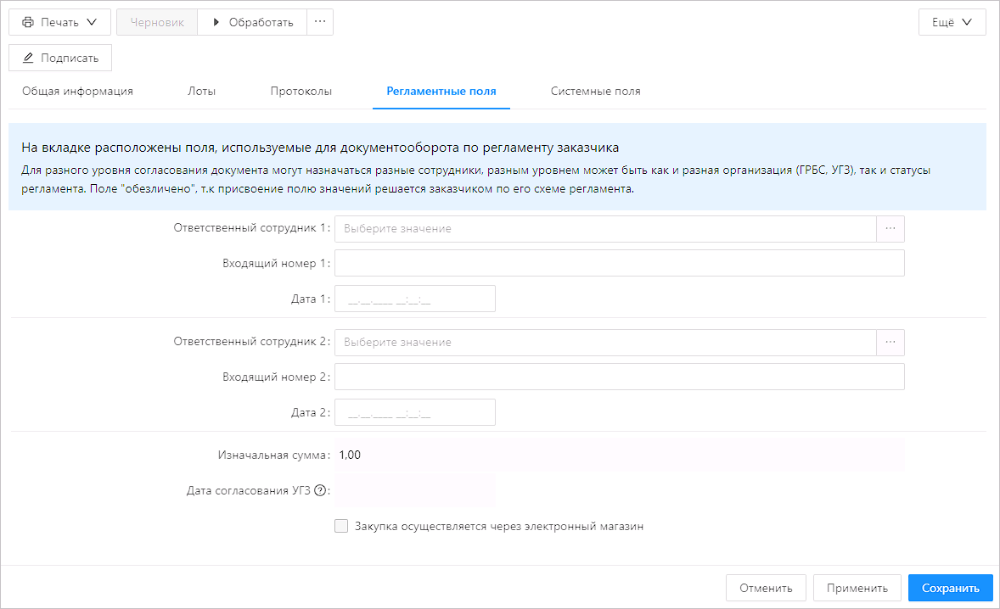 Печать Черновик Обработать ... Ещё
Подписать
Общая информация Лоты Протоколы Регламентные поля Системные поля
На вкладке расположены поля, используемые для документооборота по регламенту заказчика
Для разного уровня согласования документа могут назначаться разные сотрудники, разным уровнем может быть как и разная организация (ГРБС, УГЗ), так и статусы
регламента. Поле "обезличено", т.к присвоение полю значений решается заказчиком по его схеме регламента.
Ответственный сотрудник 1: Выберите значение ...
Входящий номер 1:
Дата 1: __.__.____ __:__:__
Ответственный сотрудник 2: Выберите значение ...
Входящий номер 2:
Дата 2: __.__.____ __:__:__
Изначальная сумма: 1,00
Дата согласования УГЗ ?:
Закупка осуществляется через электронный магазин
Отменить Применить Сохранить